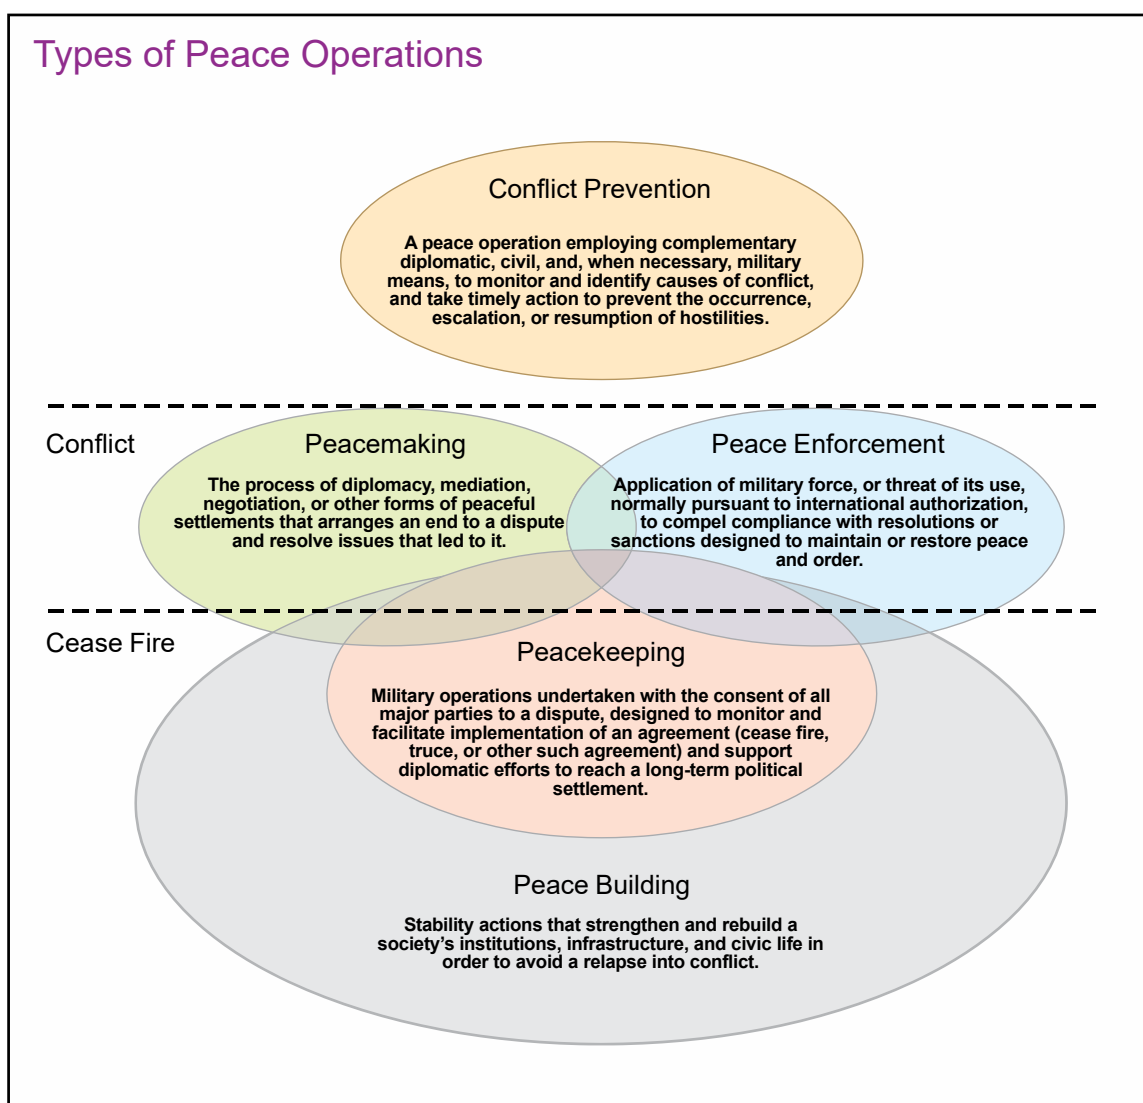 Types of Peace Operations
Conflict Prevention
A peace operation employing complementary
diplomatic, civil, and, when necessary, military
means, to monitor and identify causes of conflict,
and take timely action to prevent the occurrence,
escalation, or resumption of hostilities.
Conflict
Peacemaking
The process of diplomacy, mediation,
negotiation, or other forms of peaceful
settlements that arranges an end to a dispute
and resolve issues that led to it.
Peace Enforcement
Application of military force, or threat of its use,
normally pursuant to international authorization,
to compel compliance with resolutions or
sanctions designed to maintain or restore peace
and order.
Cease Fire
Peacekeeping
Military operations undertaken with the consent of all
major parties to a dispute, designed to monitor and
facilitate implementation of an agreement (cease fire,
truce, or other such agreement) and support
diplomatic efforts to reach a long-term political
settlement.
Peace Building
Stability actions that strengthen and rebuild a
society’s institutions, infrastructure, and civic life in
order to avoid a relapse into conflict.